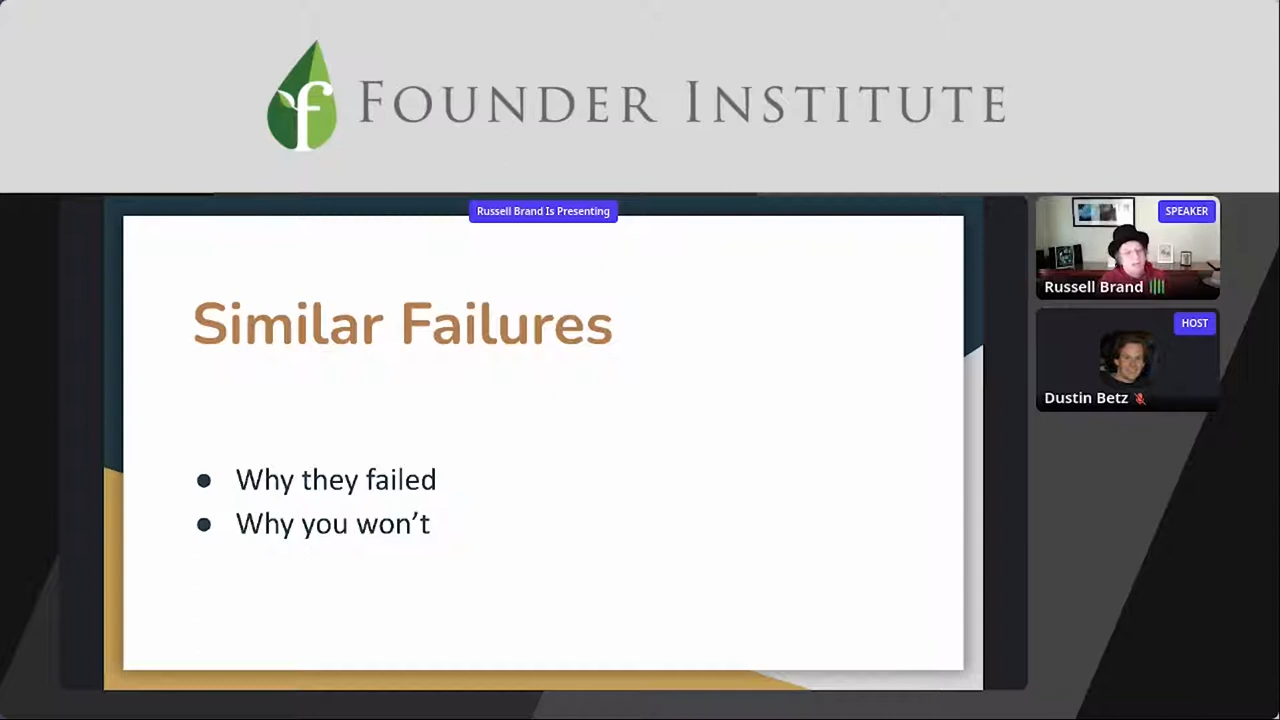 FOUNDER INSTITUTE
Russell Brand Is Presenting
SPEAKER
Russell Brand
Similar Failures
HOST
Dustin Betz
● Why they failed
● Why you won’t